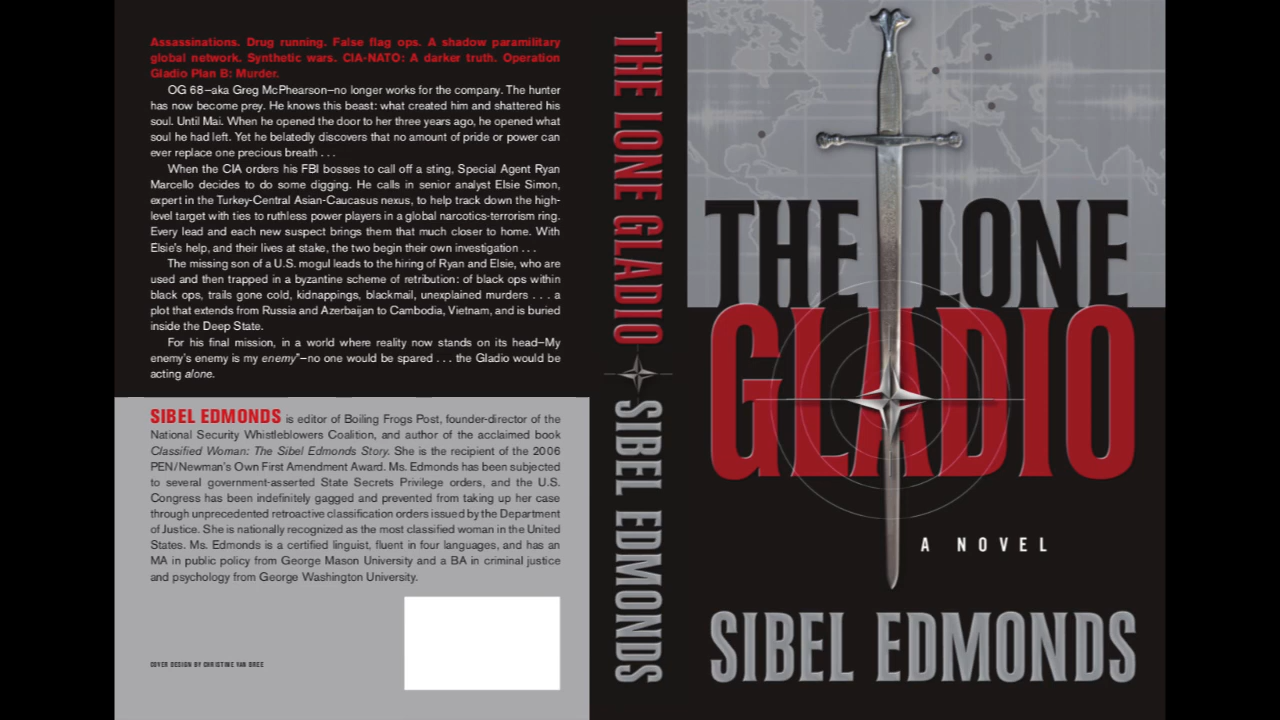 Assassinations. Drug running. False flag ops. A shadow paramilitary
global network. Synthetic wars. CIA-NATO: A darker truth. Operation
Gladio Plan B: Murder.
OG 68–aka Greg McPhearson–no longer works for the company. The hunter
has now become prey. He knows this beast: what created him and shattered his
soul. Until Mai. When he opened the door to her three years ago, he opened what
soul he had left. Yet he belatedly discovers that no amount of pride or power can
ever replace one precious breath . . .
When the CIA orders his FBI bosses to call off a sting, Special Agent Ryan
Marcello decides to do some digging. He calls in senior analyst Elsie Simon,
expert in the Turkey-Central Asian-Caucasus nexus, to help track down the high-
level target with ties to ruthless power players in a global narcotics-terrorism ring.
Every lead and each new suspect brings them that much closer to home. With
Elsie's help, and their lives at stake, the two begin their own investigation . . .
The missing son of a U.S. mogul leads to the hiring of Ryan and Elsie, who are
used and then trapped in a byzantine scheme of retribution: of black ops within
black ops, trails gone cold, kidnappings, blackmail, unexplained murders . . . a
plot that extends from Russia and Azerbaijan to Cambodia, Vietnam, and is buried
inside the Deep State.
For his final mission, in a world where reality now stands on its head–My
enemy's enemy is my enemy"–no one would be spared . . . the Gladio would be
acting alone.
SIBEL EDMONDS is editor of Boiling Frogs Post, founder-director of the
National Security Whistleblowers Coalition, and author of the acclaimed book
Classified Woman: The Sibel Edmonds Story. She is the recipient of the 2006
PEN/Newman's Own First Amendment Award. Ms. Edmonds has been subjected
to several government-asserted State Secrets Privilege orders, and the U.S.
Congress has been indefinitely gagged and prevented from taking up her case
through unprecedented retroactive classification orders issued by the Department
of Justice. She is nationally recognized as the most classified woman in the United
States. Ms. Edmonds is a certified linguist, fluent in four languages, and has an
MA in public policy from George Mason University and a BA in criminal justice
and psychology from George Washington University.
COVER DESIGN BY CHRISTINE VAN BREE
THE LONE GLADIO
SIBEL EDMONDS
THE LONE
GLADIO
A NOVEL
SIBEL EDMONDS